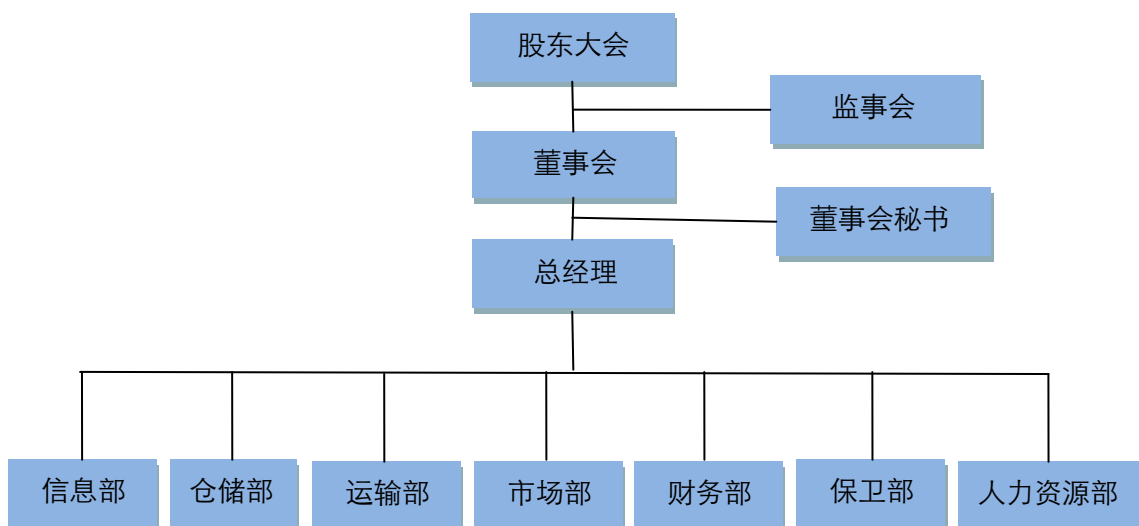 股东大会
监事会
董事会
董事会秘书
总经理
信息部
仓储部
运输部
市场部
财务部
保卫部
人力资源部